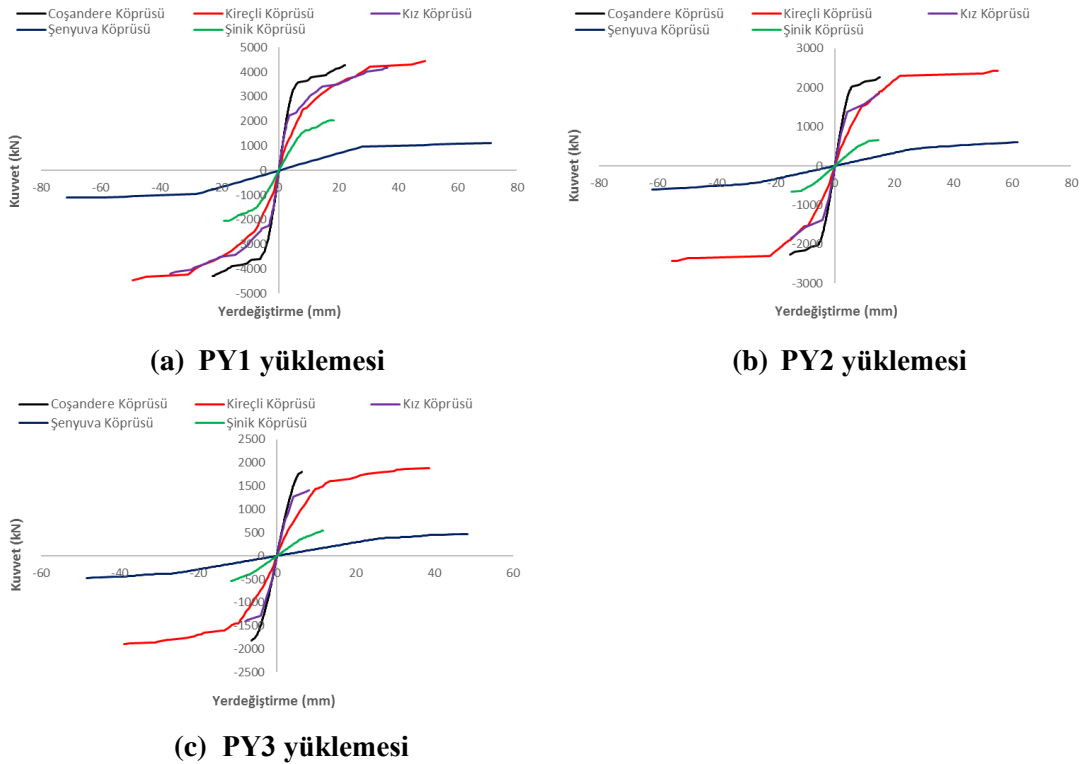 Coşandere Köprüsü Kireçli Köprüsü Kız Köprüsü
Şenyuva Köprüsü Şinik Köprüsü
5000
4000
3000
2000
1000
0
-1000
-2000
-3000
-4000
-5000
-80 -60 -40 -20 0 20 40 60 80
Kuvvet (kN)
Yerdeğiştirme (mm)
(a) PY1 yüklemesi
Coşandere Köprüsü Kireçli Köprüsü Kız Köprüsü
Şenyuva Köprüsü Şinik Köprüsü
3000
2000
1000
0
-1000
-2000
-3000
-80 -60 -40 -20 0 20 40 60 80
Kuvvet (kN)
Yerdeğiştirme (mm)
(b) PY2 yüklemesi
Coşandere Köprüsü Kireçli Köprüsü Kız Köprüsü
Şenyuva Köprüsü Şinik Köprüsü
2500
2000
1500
1000
500
0
-500
-1000
-1500
-2000
-2500
-60 -40 -20 0 20 40 60
Kuvvet (kN)
Yerdeğiştirme (mm)
(c) PY3 yüklemesi